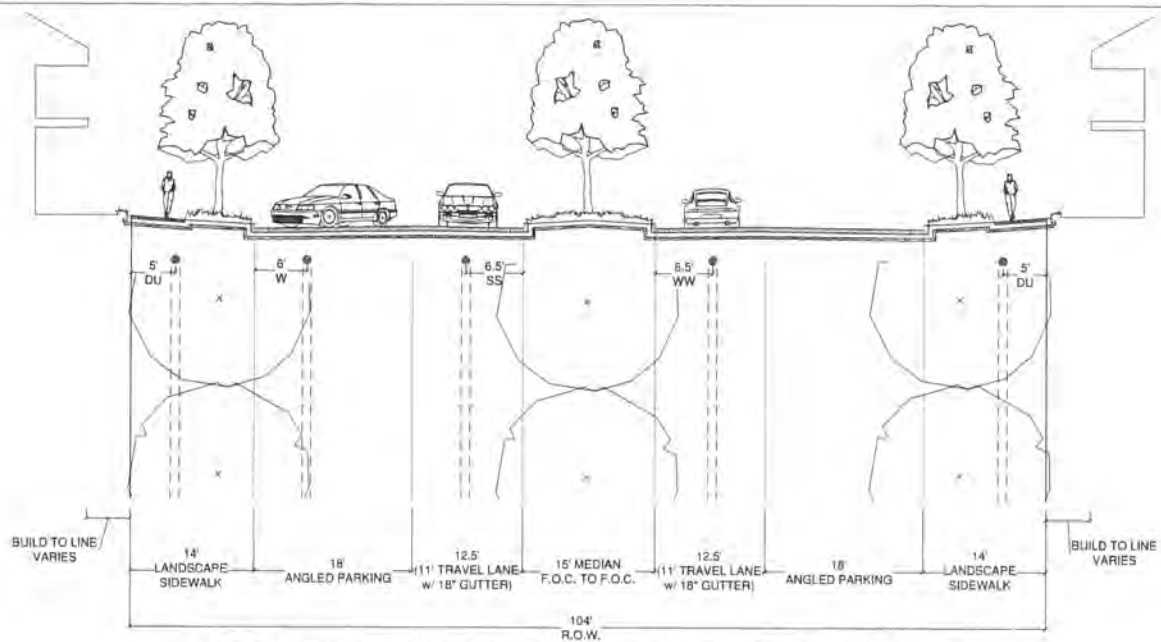 5'
DU
6'
W
6.5'
SS
6.5'
WW
5'
DU
BUILD TO LINE
VARIES
14'
LANDSCAPE
SIDEWALK
18'
ANGLED PARKING
12.5'
(11' TRAVEL LANE
w/ 18" GUTTER)
15' MEDIAN
F.O.C. TO F.O.C.
12.5'
(11' TRAVEL LANE
w/ 18" GUTTER)
18'
ANGLED PARKING
14'
LANDSCAPE
SIDEWALK
BUILD TO LINE
VARIES
104'
R.O.W.